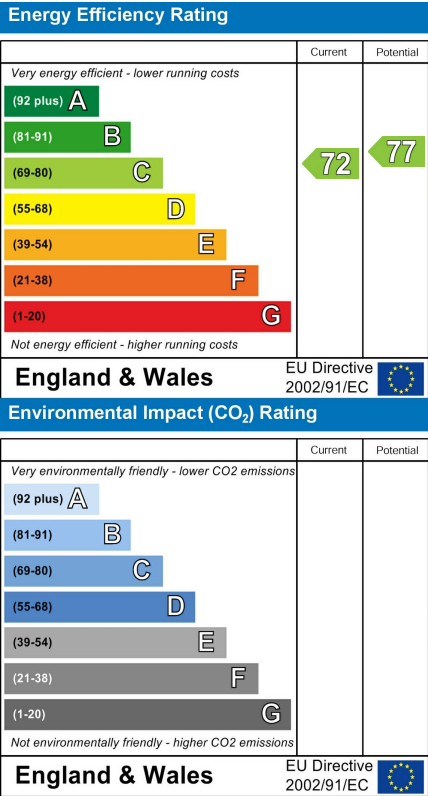 Energy Efficiency Rating
Current Potential
Very energy efficient - lower running costs
(92 plus) A
(81-91) B
(69-80) C
72 77
(55-68) D
(39-54) E
(21-38) F
(1-20) G
Not energy efficient - higher running costs
England & Wales
EU Directive
2002/91/EC
Environmental Impact (CO₂) Rating
Current Potential
Very environmentally friendly - lower CO2 emissions
(92 plus) A
(81-91) B
(69-80) C
(55-68) D
(39-54) E
(21-38) F
(1-20) G
Not environmentally friendly - higher CO2 emissions
England & Wales
EU Directive
2002/91/EC